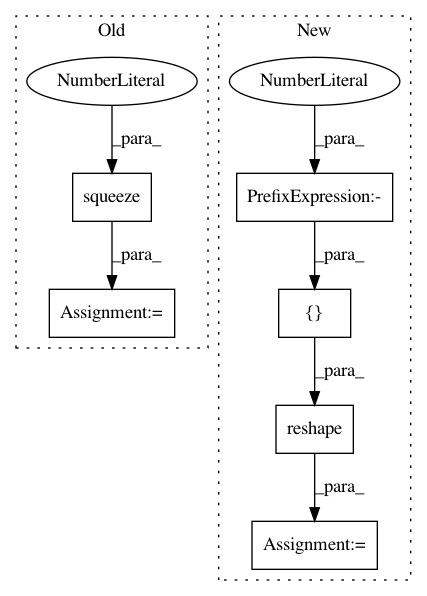 Old
New
NumberLiteral
NumberLiteral
_para_
_para_
squeeze
PrefixExpression:-
_para_
_para_
Assignment:=
{}
_para_
reshape
_para_
Assignment:=